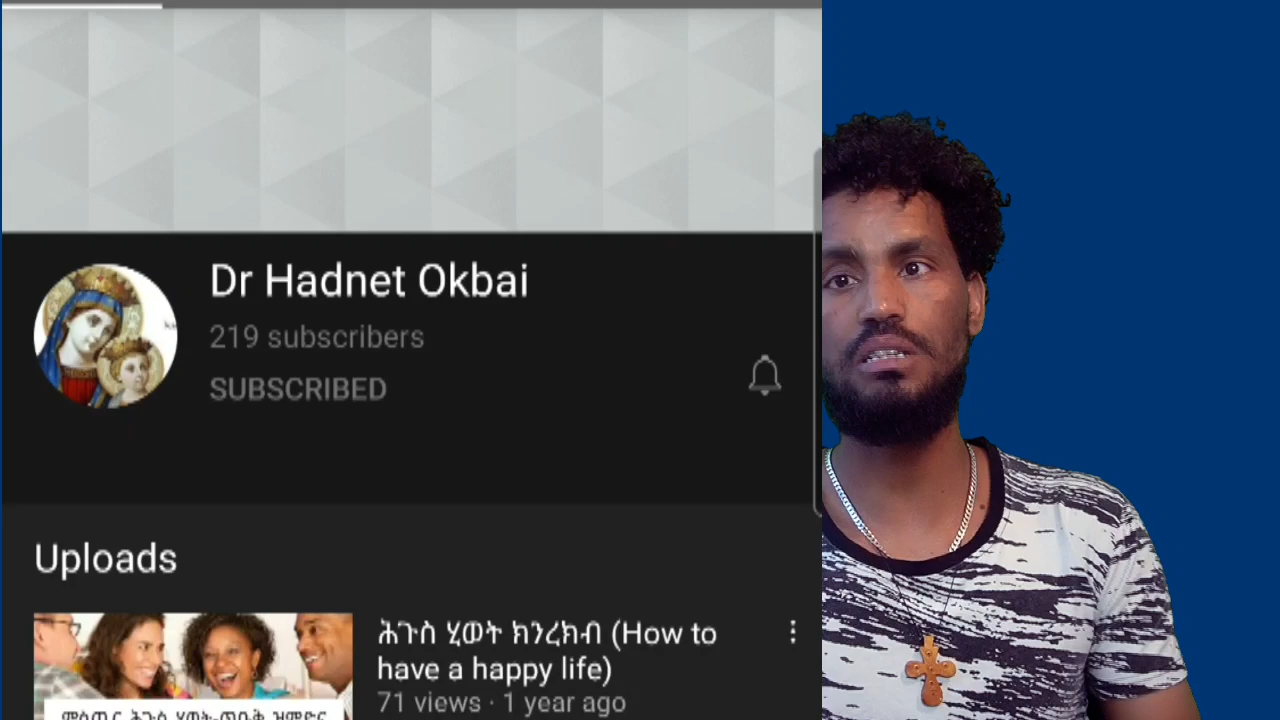 Dr Hadnet Okbai
219 subscribers
SUBSCRIBED
Uploads
ሕጉስ ሂወት ክንረክብ (How to
have a happy life)
71 views · 1 year ago